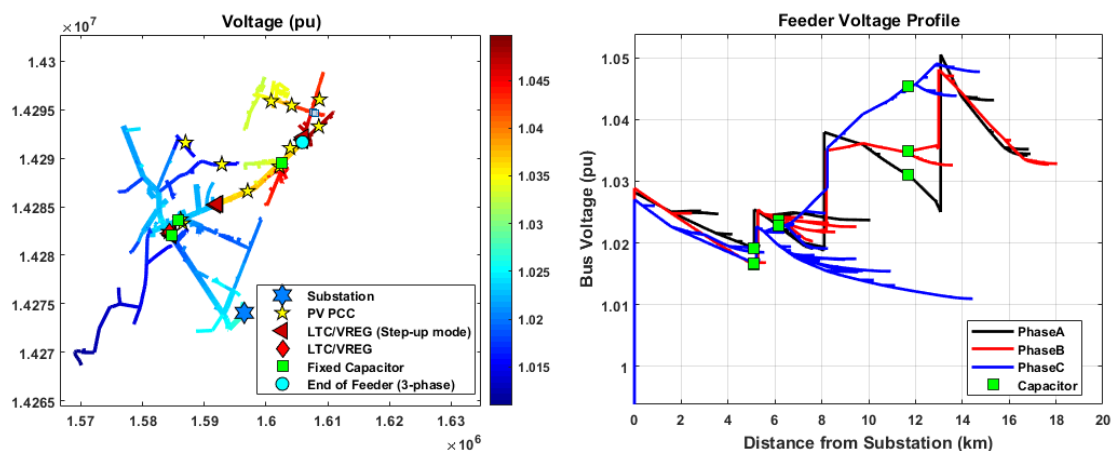 Voltage (pu)
× 10^7
1.43
1.4295
1.429
1.4285
1.428
1.4275
1.427
1.4265
1.57
1.58
1.59
1.6
1.61
1.62
1.63
× 10^6
1.045
1.04
1.035
1.03
1.025
1.02
1.015
Substation
PV PCC
LTC/VREG (Step-up mode)
LTC/VREG
Fixed Capacitor
End of Feeder (3-phase)
Feeder Voltage Profile
Bus Voltage (pu)
1.05
1.04
1.03
1.02
1.01
1
0 2 4 6 8 10 12 14 16 18 20
Distance from Substation (km)
PhaseA
PhaseB
PhaseC
Capacitor